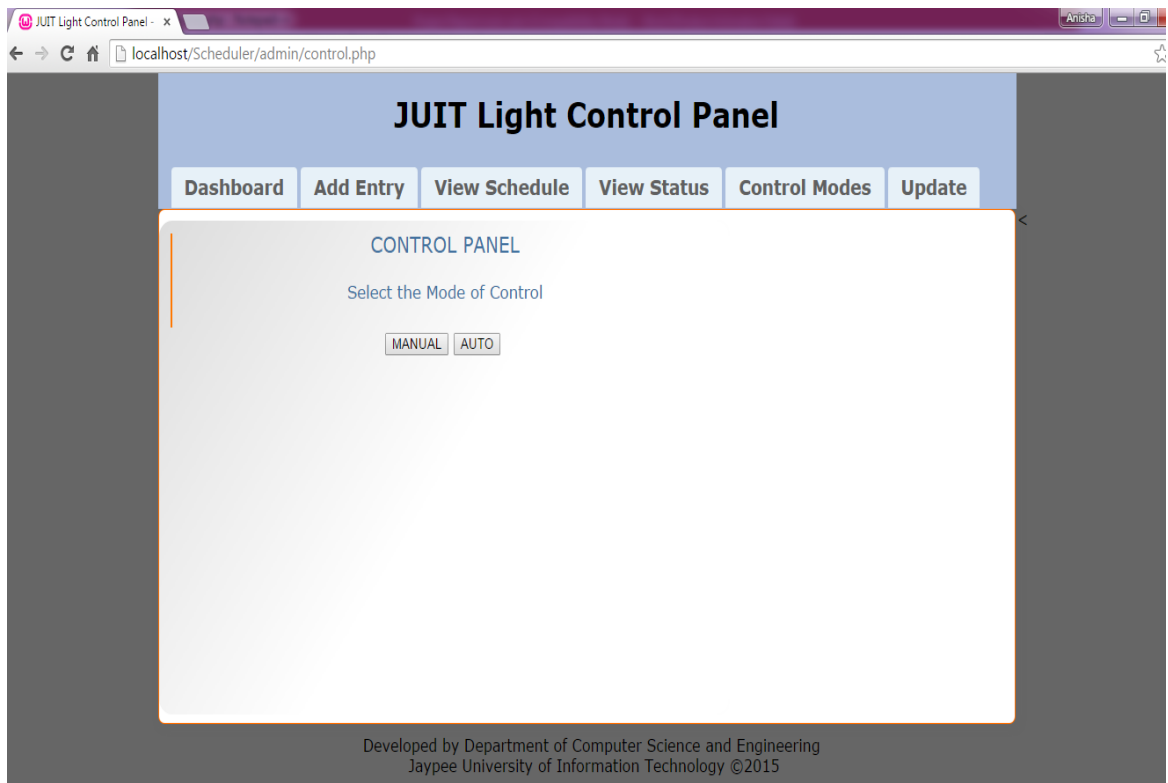 JUIT Light Control Panel -
Anisha
localhost/Scheduler/admin/control.php
JUIT Light Control Panel
Dashboard Add Entry View Schedule View Status Control Modes Update
<
CONTROL PANEL
Select the Mode of Control
MANUAL AUTO
Developed by Department of Computer Science and Engineering
Jaypee University of Information Technology ©2015